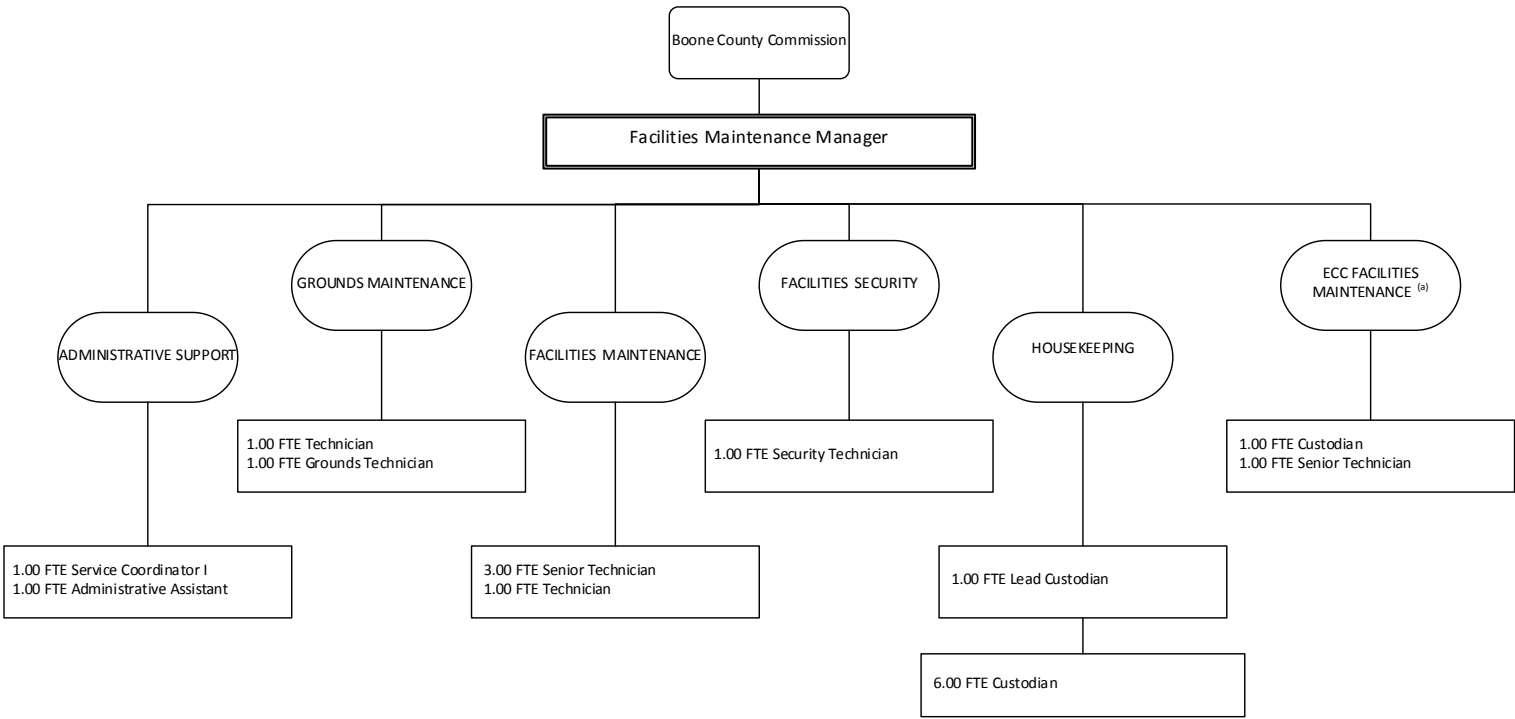 Boone County Commission
Facilities Maintenance Manager
GROUNDS MAINTENANCE
FACILITIES SECURITY
ECC FACILITIES
MAINTENANCE (a)
ADMINISTRATIVE SUPPORT
FACILITIES MAINTENANCE
HOUSEKEEPING
1.00 FTE Technician
1.00 FTE Grounds Technician
1.00 FTE Security Technician
1.00 FTE Custodian
1.00 FTE Senior Technician
1.00 FTE Service Coordinator I
1.00 FTE Administrative Assistant
3.00 FTE Senior Technician
1.00 FTE Technician
1.00 FTE Lead Custodian
6.00 FTE Custodian